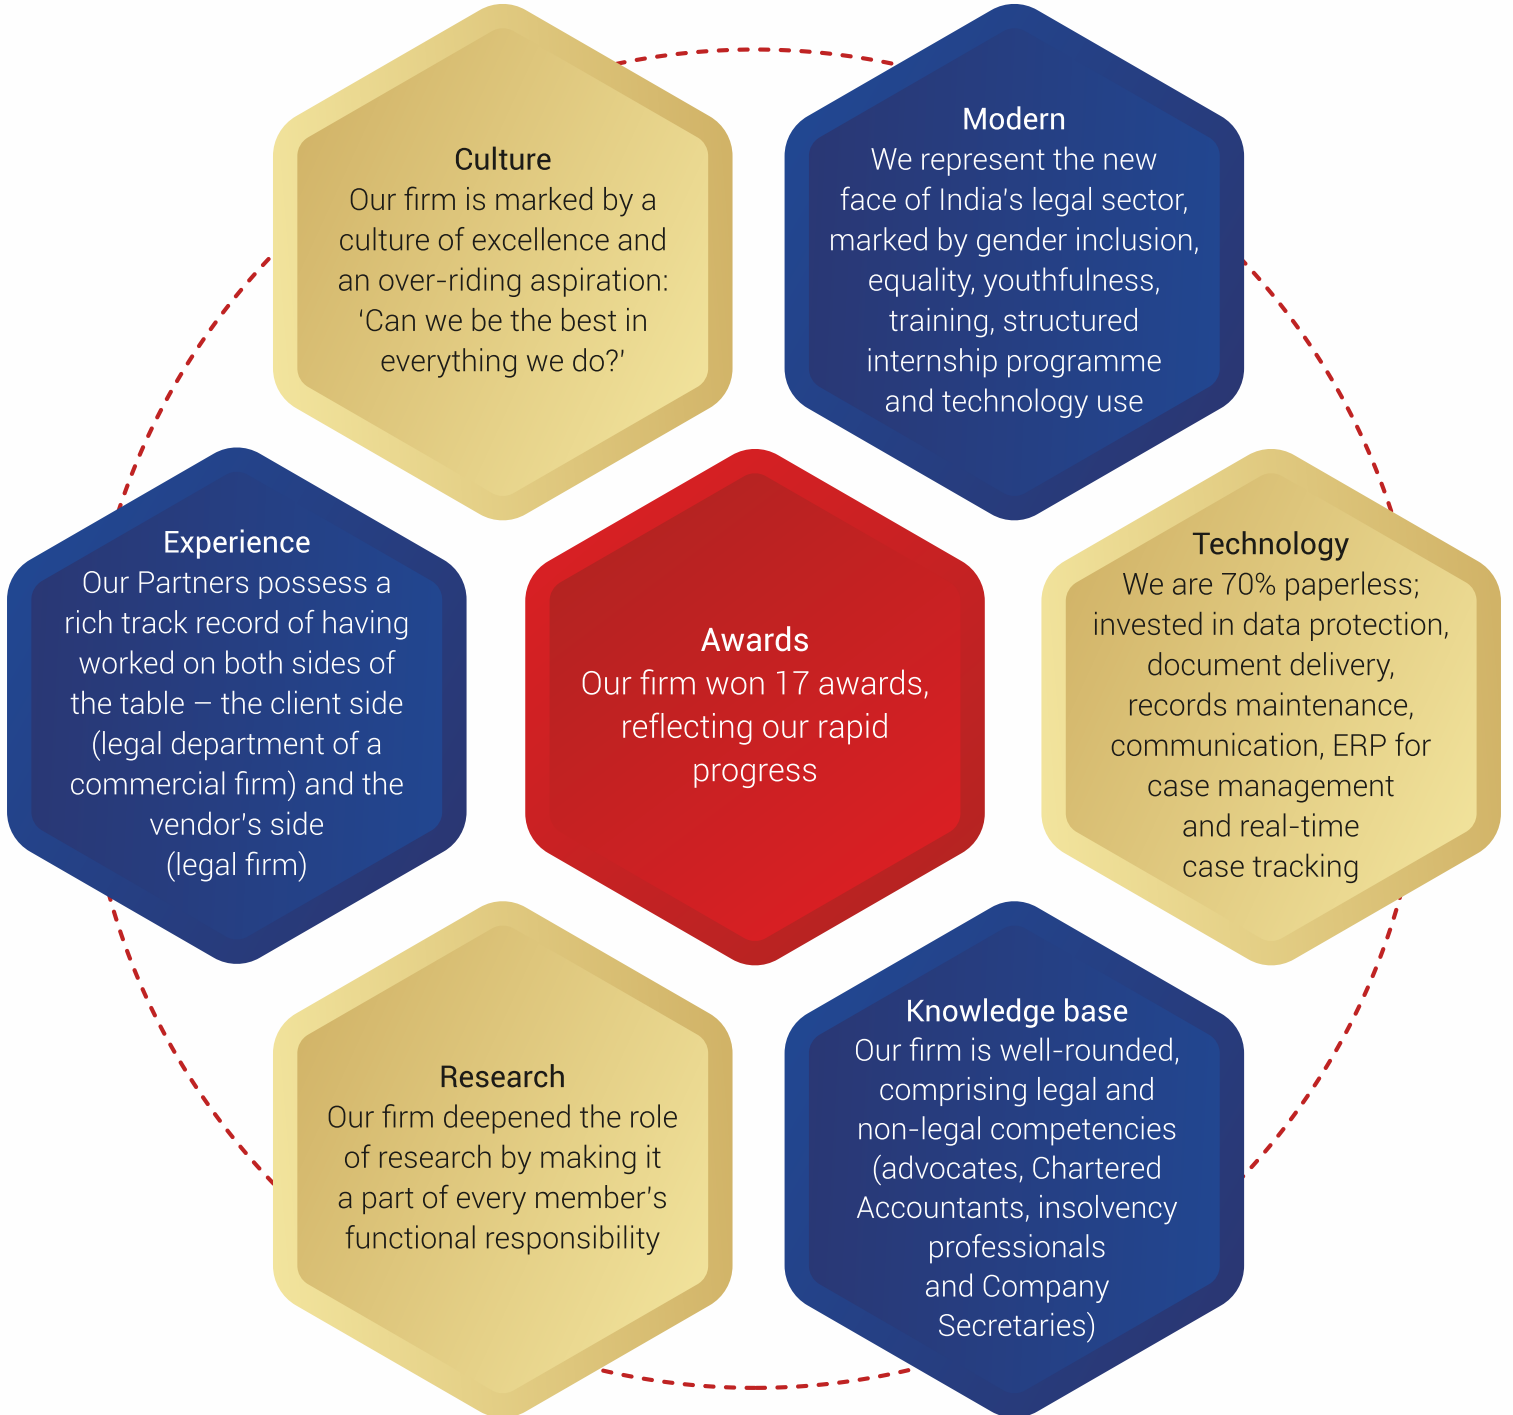 Culture
Our firm is marked by a
culture of excellence and
an over-riding aspiration:
‘Can we be the best in
everything we do?’
Modern
We represent the new
face of India's legal sector,
marked by gender inclusion,
equality, youthfulness,
training, structured
internship programme
and technology use
Experience
Our Partners possess a
rich track record of having
worked on both sides of
the table – the client side
(legal department of a
commercial firm) and the
vendor's side
(legal firm)
Awards
Our firm won 17 awards,
reflecting our rapid
progress
Technology
We are 70% paperless;
invested in data protection,
document delivery,
records maintenance,
communication, ERP for
case management
and real-time
case tracking
Research
Our firm deepened the role
of research by making it
a part of every member's
functional responsibility
Knowledge base
Our firm is well-rounded,
comprising legal and
non-legal competencies
(advocates, Chartered
Accountants, insolvency
professionals
and Company
Secretaries)